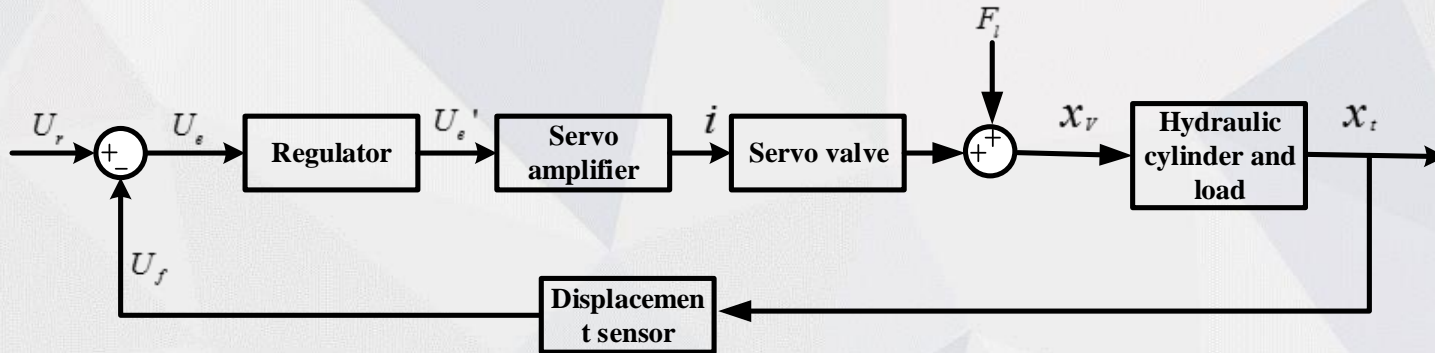 F_l
U_r
U_e
Regulator
U_e'
Servo
amplifier
i
Servo valve
x_V
Hydraulic
cylinder and
load
x_t
+
−
+
+
U_f
Displacemen
t sensor